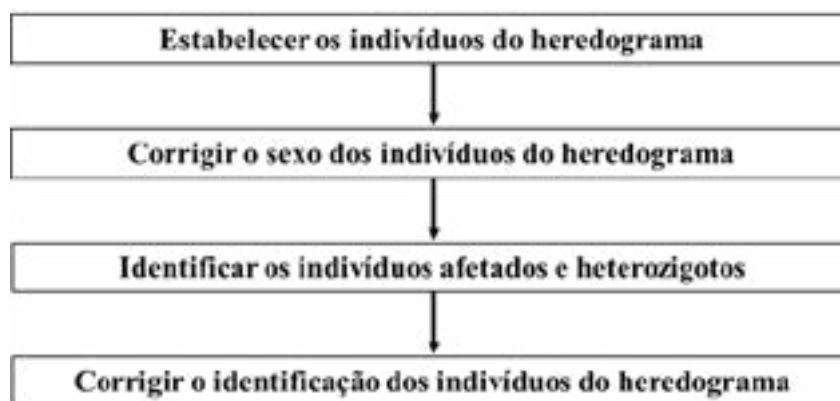 Estabelecer os indivíduos do heredograma
Corrigir o sexo dos indivíduos do heredograma
Identificar os indivíduos afetados e heterozigotos
Corrigir o identificação dos indivíduos do heredograma